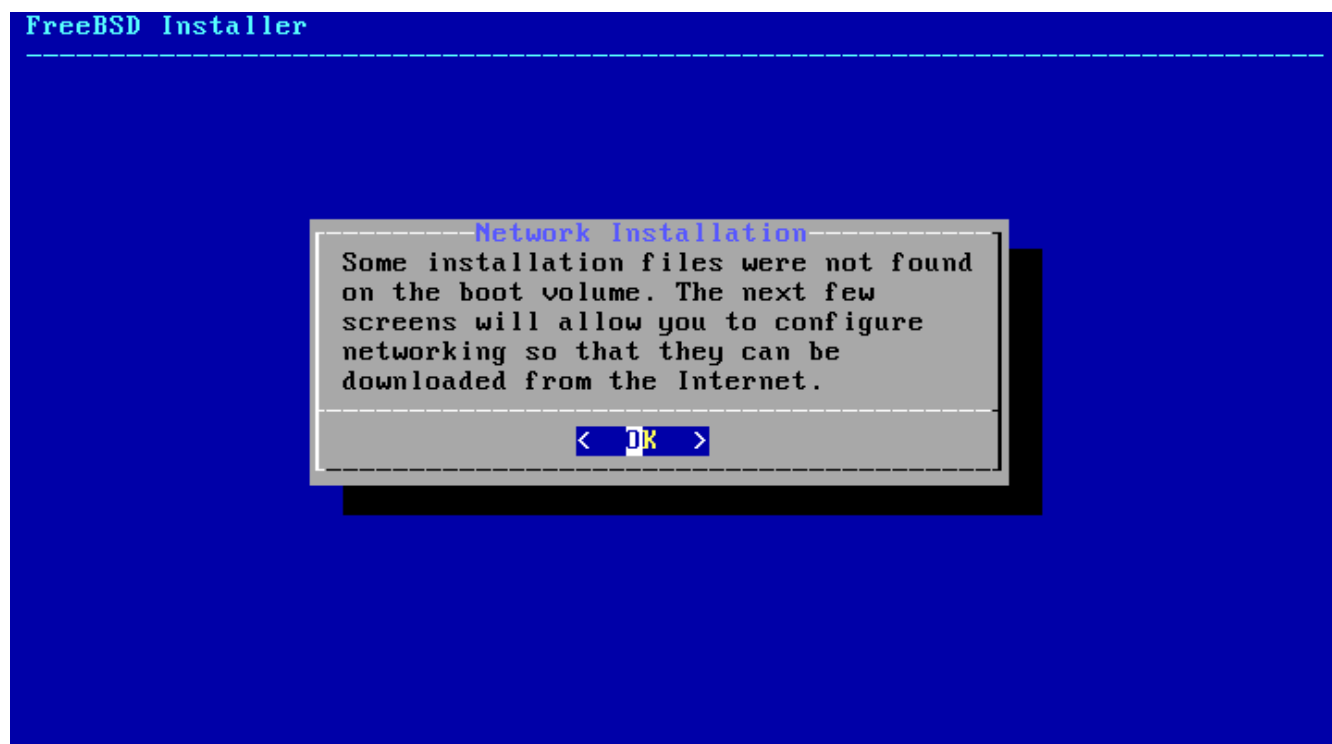 FreeBSD Installer
Network Installation
Some installation files were not found
on the boot volume. The next few
screens will allow you to configure
networking so that they can be
downloaded from the Internet.
< OK >